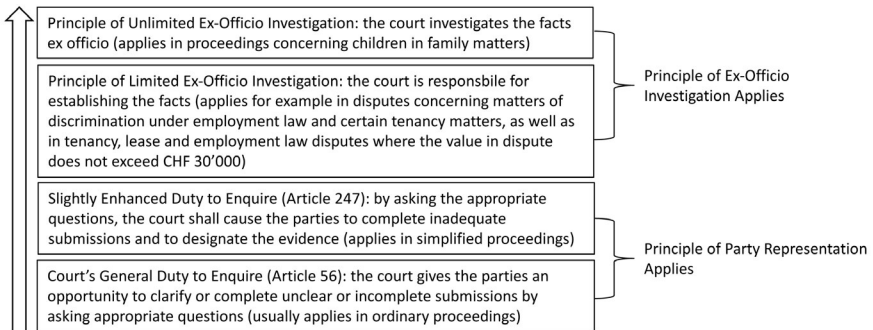 Principle of Unlimited Ex-Officio Investigation: the court investigates the facts
ex officio (applies in proceedings concerning children in family matters)
Principle of Limited Ex-Officio Investigation: the court is responsbile for
establishing the facts (applies for example in disputes concerning matters of
discrimination under employment law and certain tenancy matters, as well as
in tenancy, lease and employment law disputes where the value in dispute
does not exceed CHF 30’000)
Principle of Ex-Officio
Investigation Applies
Slightly Enhanced Duty to Enquire (Article 247): by asking the appropriate
questions, the court shall cause the parties to complete inadequate
submissions and to designate the evidence (applies in simplified proceedings)
Court’s General Duty to Enquire (Article 56): the court gives the parties an
opportunity to clarify or complete unclear or incomplete submissions by
asking appropriate questions (usually applies in ordinary proceedings)
Principle of Party Representation
Applies